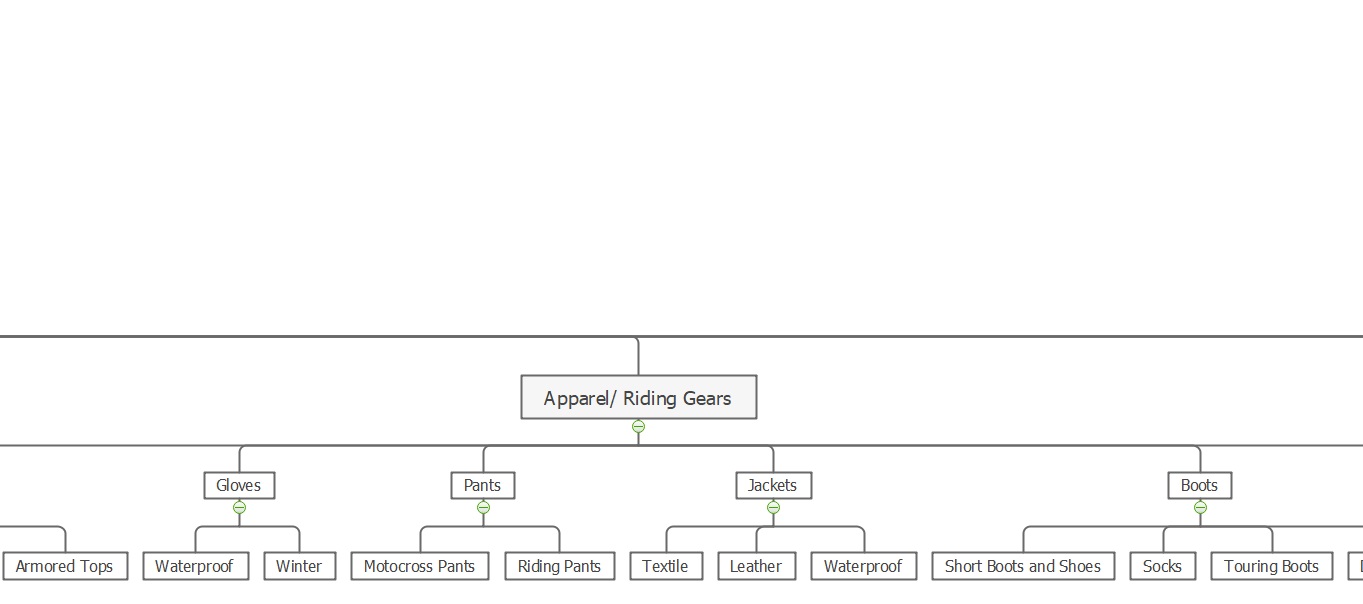 Apparel/ Riding Gears
Gloves
Pants
Jackets
Boots
Armored Tops
Waterproof
Winter
Motocross Pants
Riding Pants
Textile
Leather
Waterproof
Short Boots and Shoes
Socks
Touring Boots